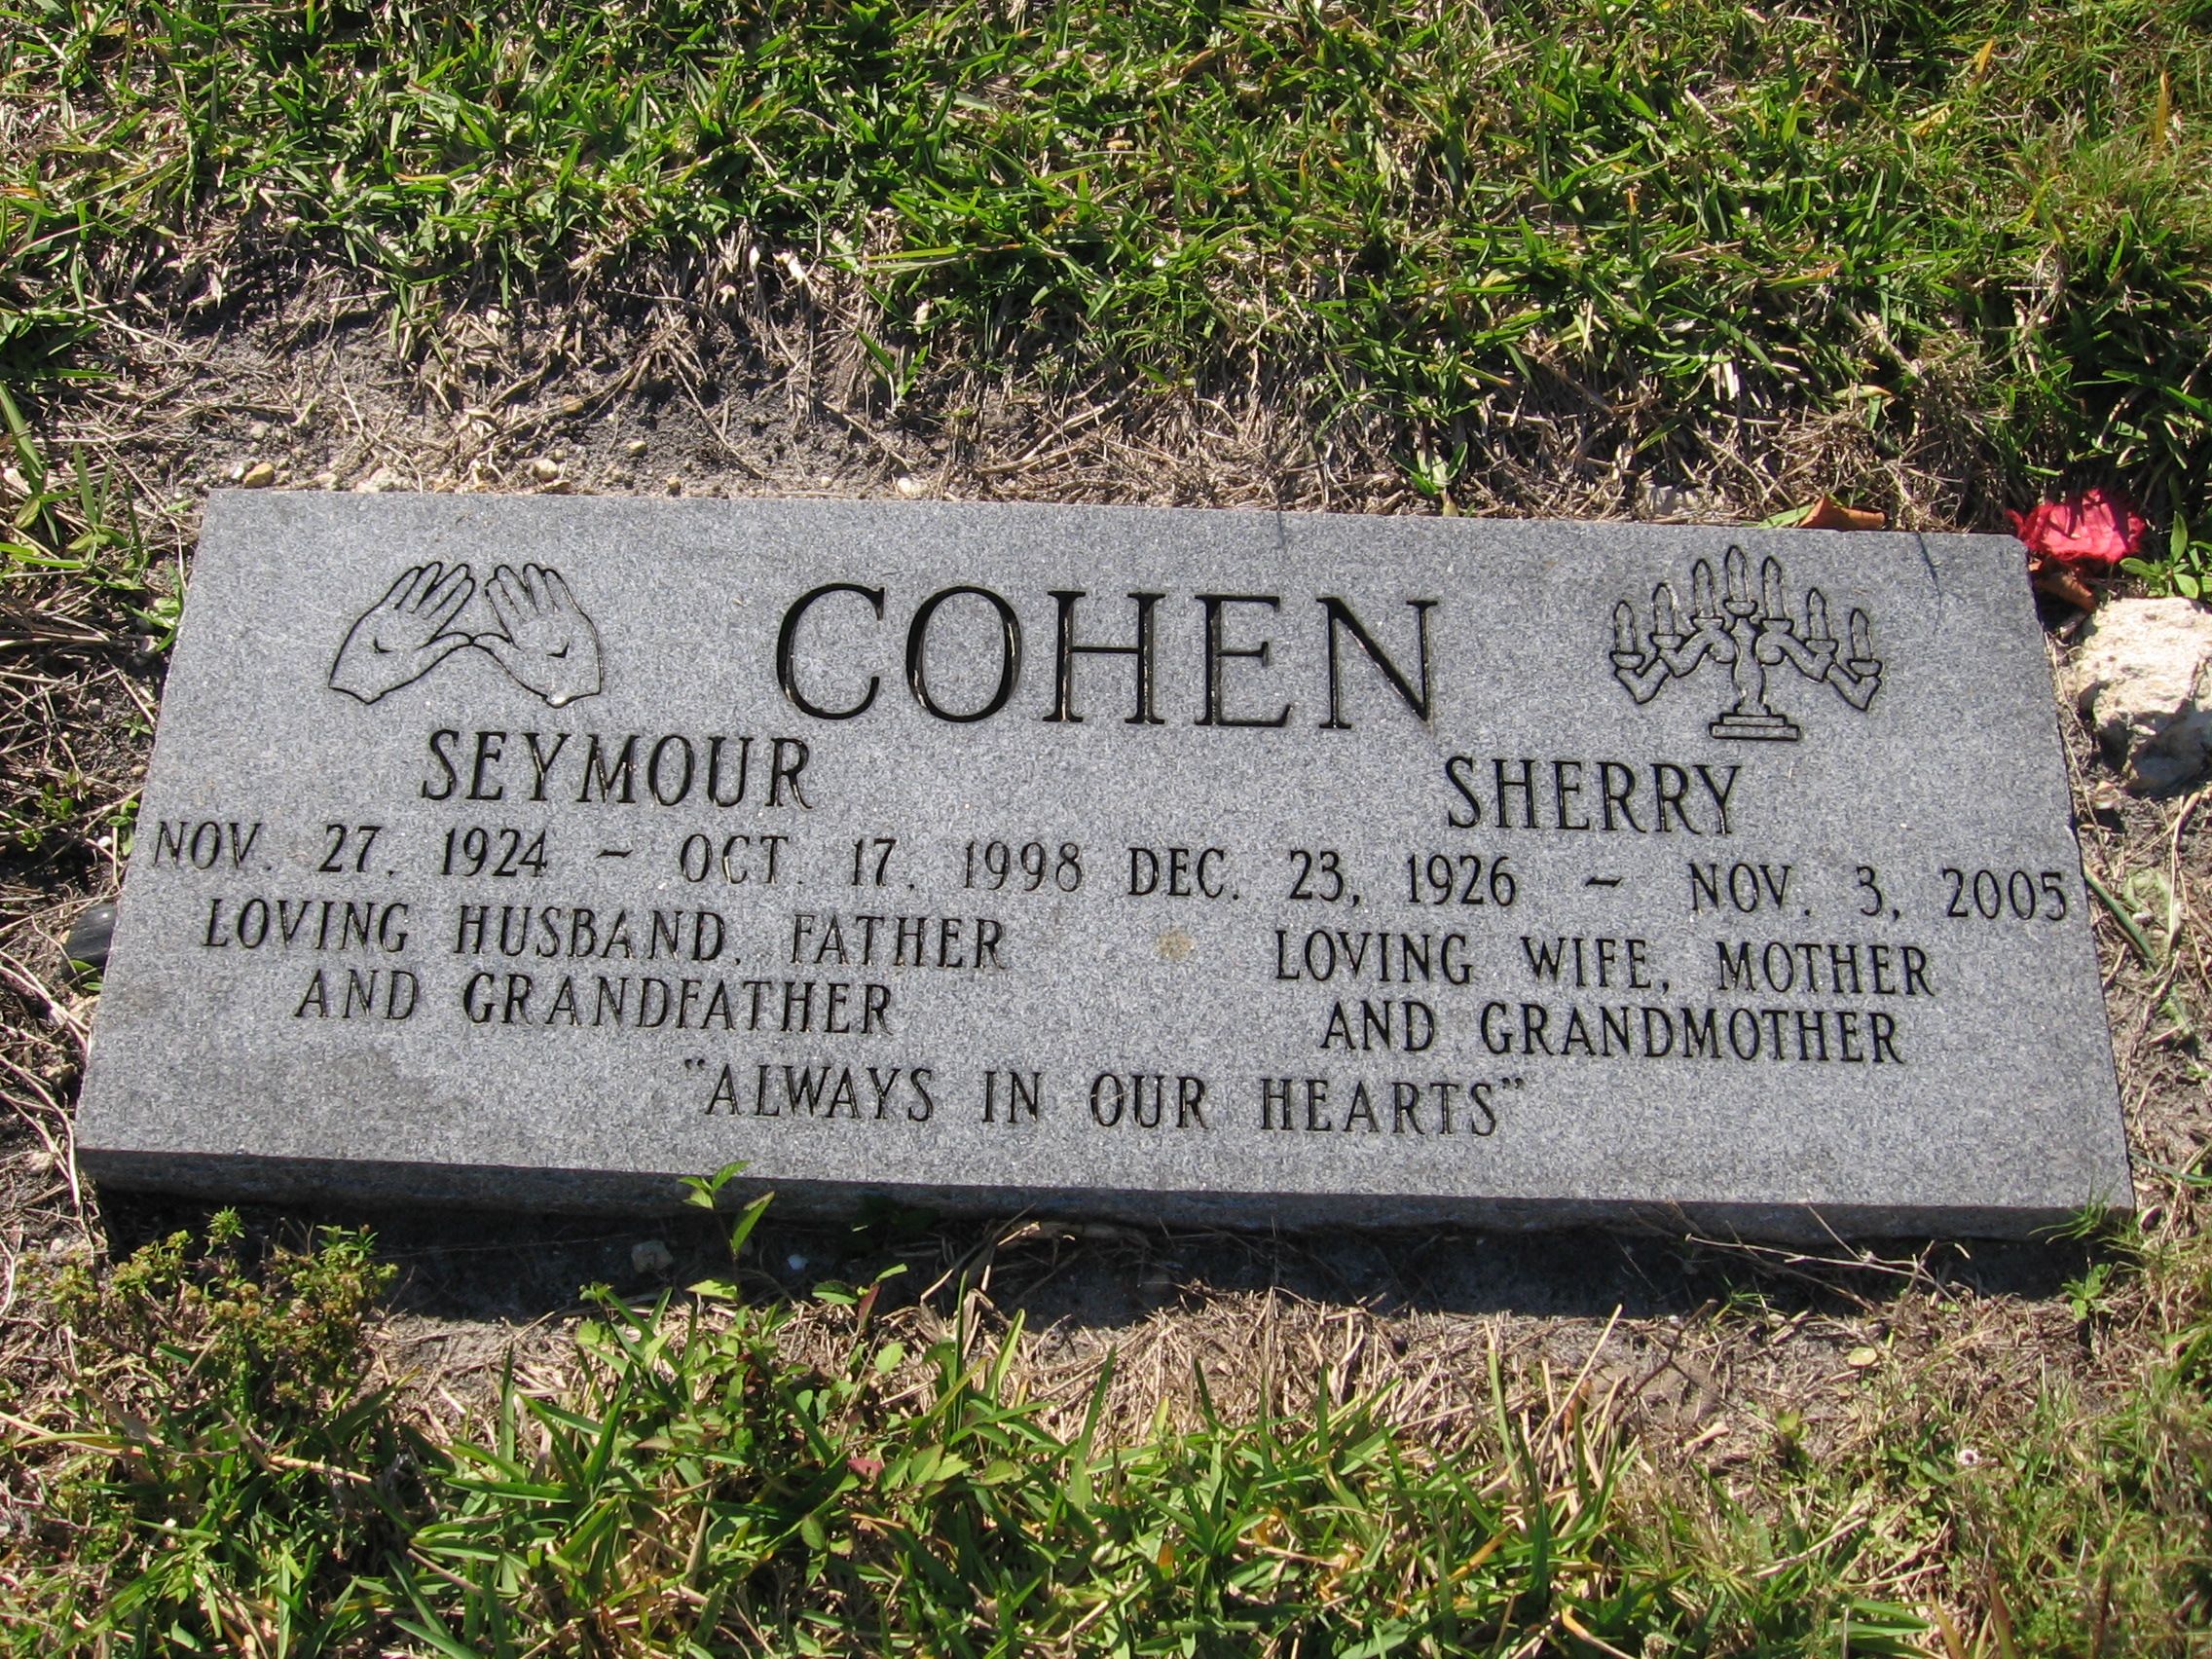 COHEN
SEYMOUR
NOV. 27, 1924 ~ OCT. 17, 1998
LOVING HUSBAND, FATHER
AND GRANDFATHER
SHERRY
DEC. 23, 1926 ~ NOV. 3, 2005
LOVING WIFE, MOTHER
AND GRANDMOTHER
"ALWAYS IN OUR HEARTS"